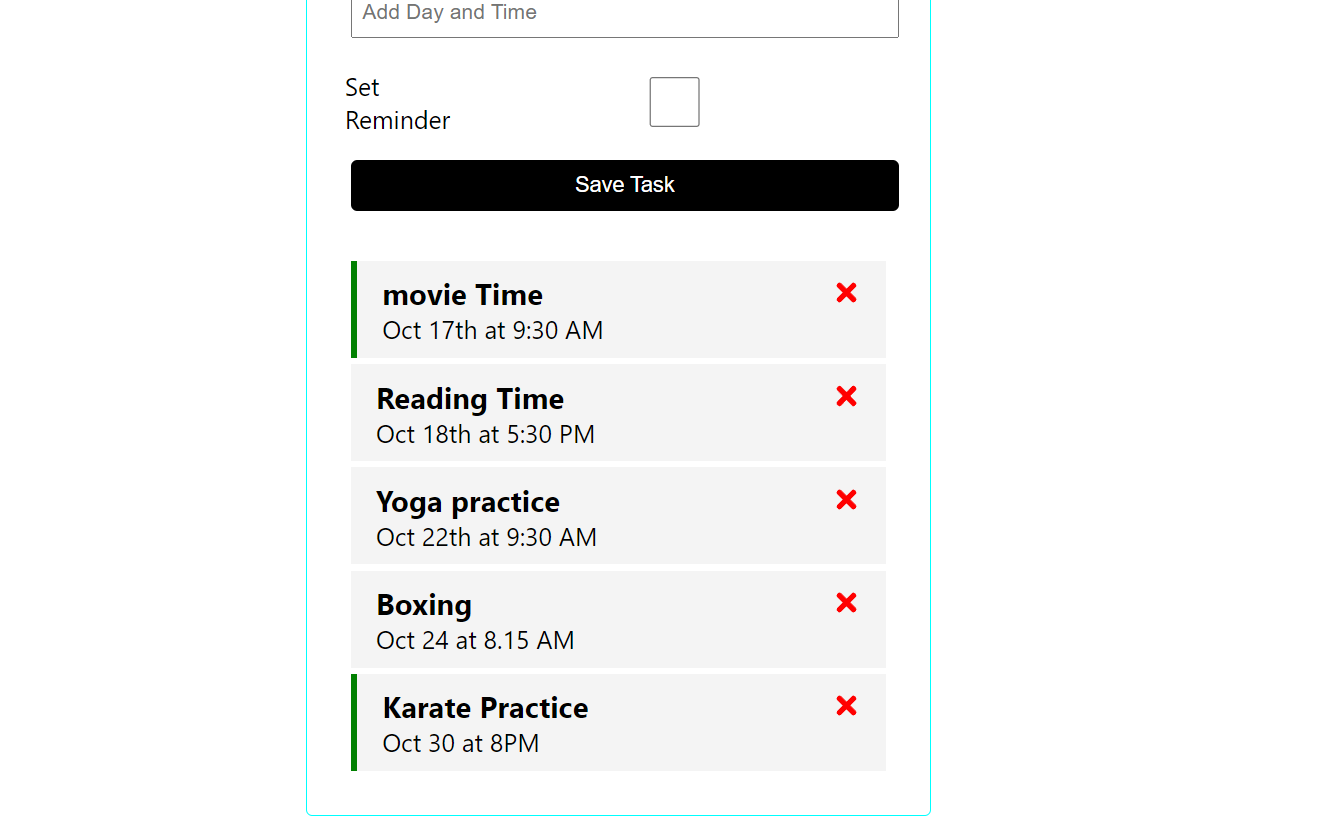 Add Day and Time
Set
Reminder
Save Task
movie Time
Oct 17th at 9:30 AM
Reading Time
Oct 18th at 5:30 PM
Yoga practice
Oct 22th at 9:30 AM
Boxing
Oct 24 at 8.15 AM
Karate Practice
Oct 30 at 8PM